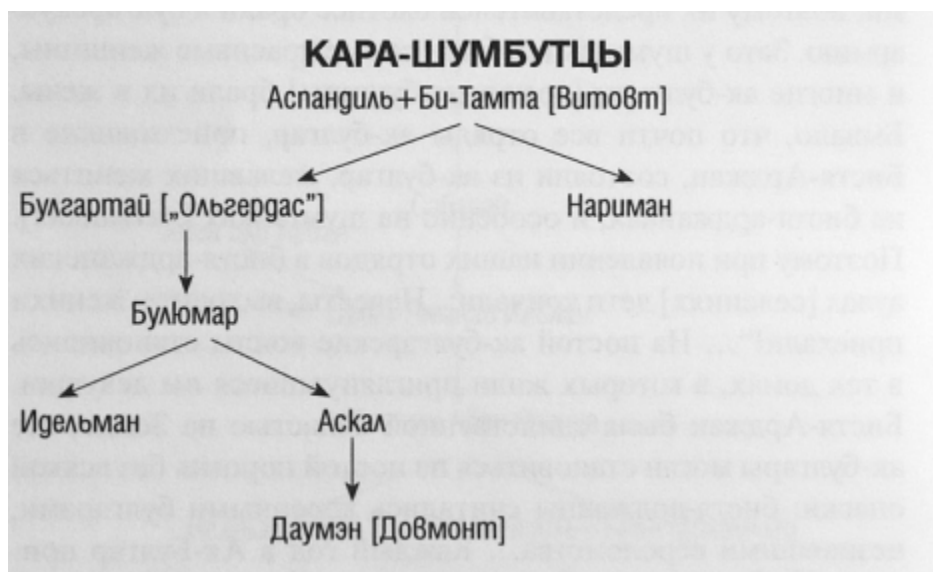 КАРА-ШУМБУТЦЫ
Аспандиль+Би-Тамта [Витовт]
Булгартай [„Ольгердас”] Нариман
Булюмар
Идельман Аскал
Даумэн [Довмонт]